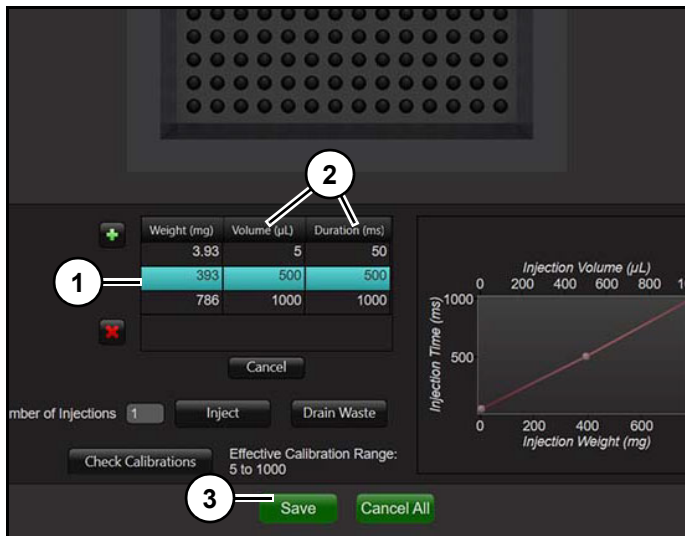 2
Weight (mg) Volume (µL) Duration (ms)
3.93 5 50
1
393 500 500
786 1000 1000
Cancel
Number of Injections 1 Inject Drain Waste
Check Calibrations
Effective Calibration Range:
5 to 1000
3
Save Cancel All
Injection Volume (µL)
0 200 400 600 800
Injection Time (ms)
1000
500
0 200 400 600
Injection Weight (mg)